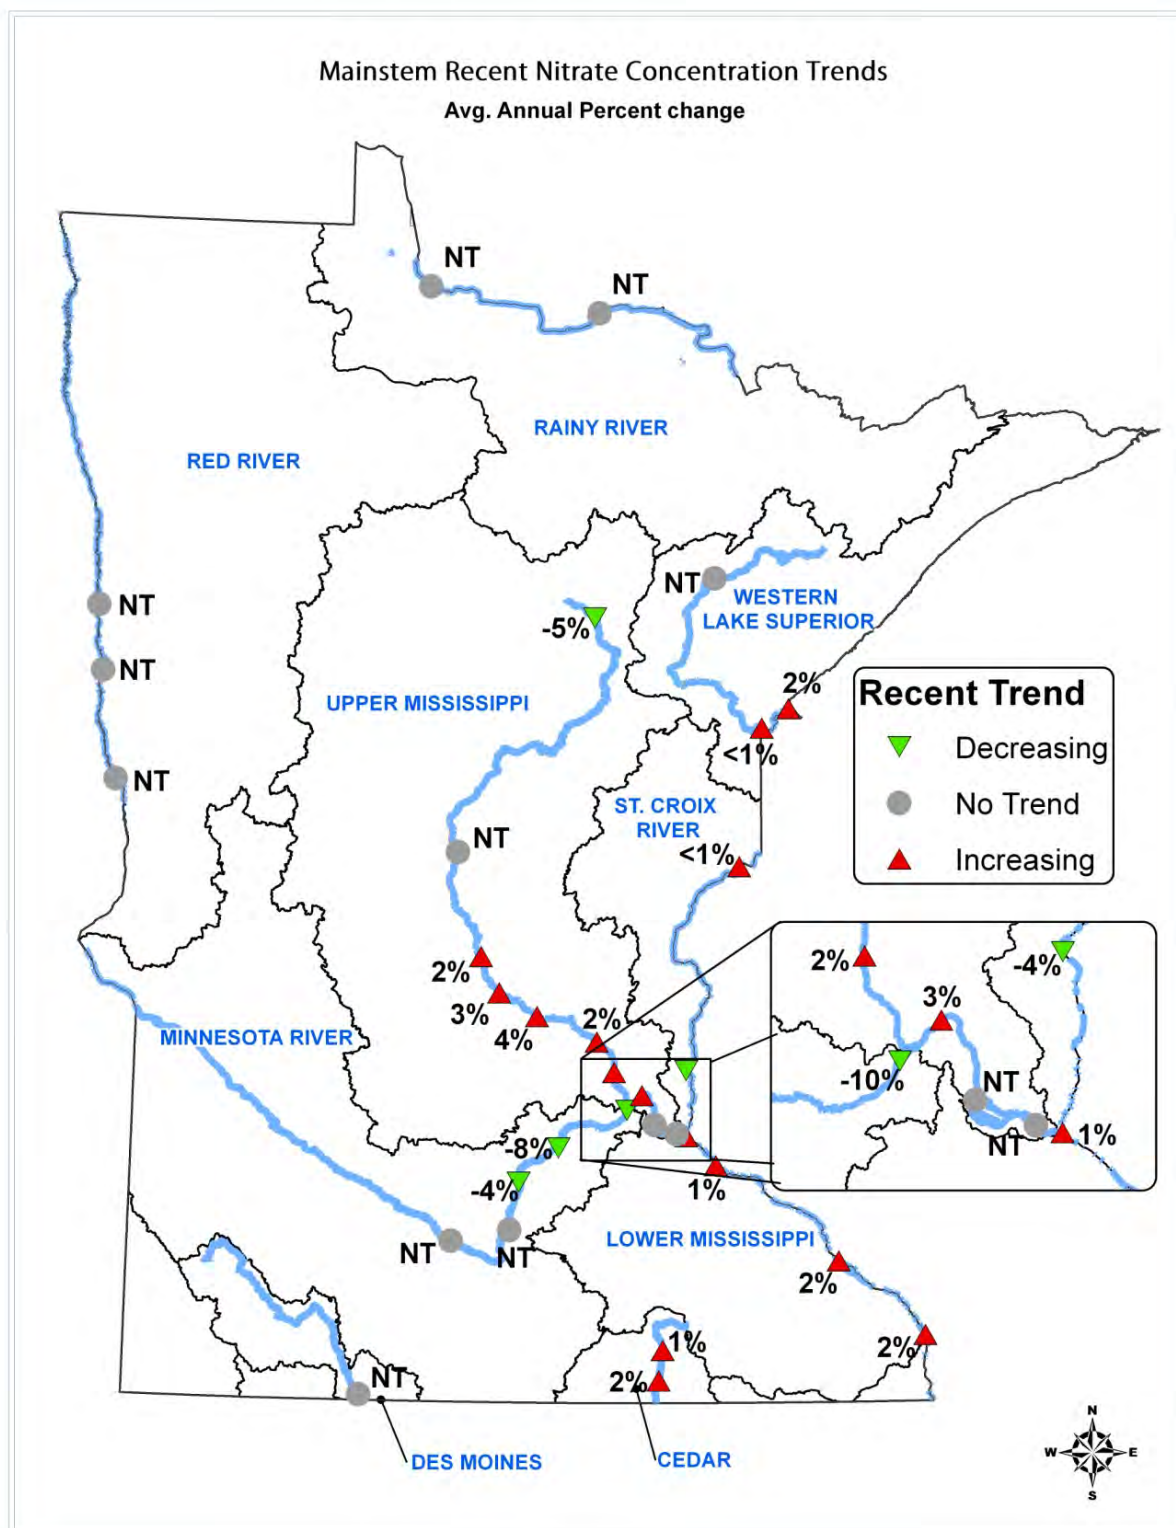 Mainstem Recent Nitrate Concentration Trends
Avg. Annual Percent change
NT
NT
RAINY RIVER
RED RIVER
NT
WESTERN
LAKE SUPERIOR
NT
-5%
NT
NT
UPPER MISSISSIPPI
2%
<1%
Recent Trend
Decreasing
No Trend
Increasing
ST. CROIX
RIVER
NT
<1%
2%
3%
4%
2%
MINNESOTA RIVER
2%
3%
-4%
-10%
NT
NT
1%
-8%
-4%
1%
NT
NT
LOWER MISSISSIPPI
2%
2%
1%
2%
NT
DES MOINES
CEDAR
N
W
E
S